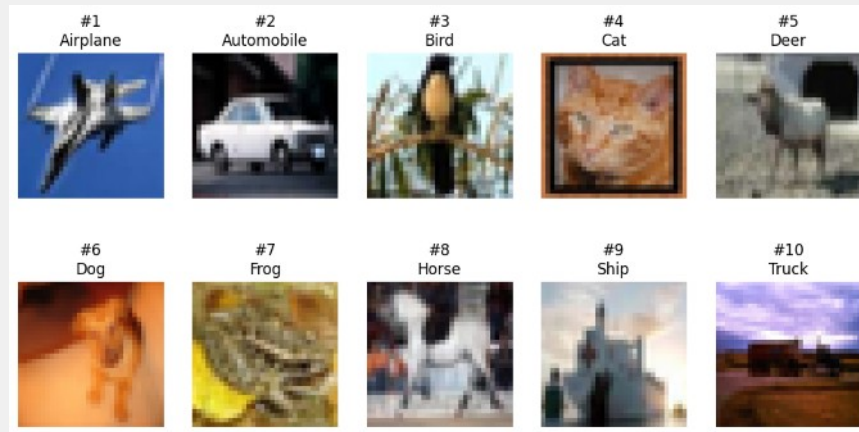 #1
Airplane
#2
Automobile
#3
Bird
#4
Cat
#5
Deer
#6
Dog
#7
Frog
#8
Horse
#9
Ship
#10
Truck